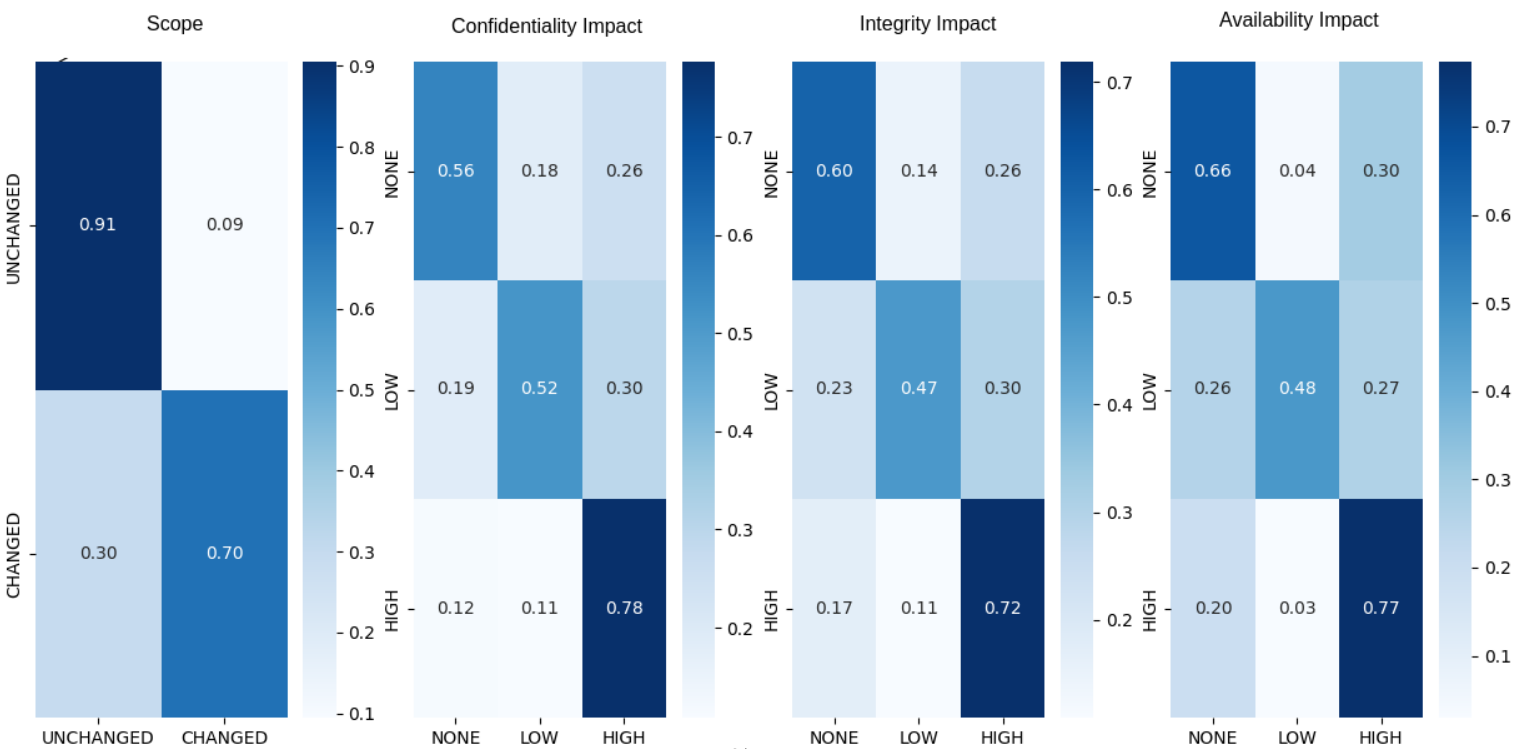 Scope
Confidentiality Impact
Integrity Impact
Availability Impact
UNCHANGED
CHANGED
0.91
0.09
0.30
0.70
UNCHANGED
CHANGED
0.9
0.8
0.7
0.6
0.5
0.4
0.3
0.2
0.1
NONE
LOW
HIGH
0.56
0.18
0.26
0.19
0.52
0.30
0.12
0.11
0.78
NONE
LOW
HIGH
0.7
0.6
0.5
0.4
0.3
0.2
NONE
LOW
HIGH
0.60
0.14
0.26
0.23
0.47
0.30
0.17
0.11
0.72
NONE
LOW
HIGH
0.7
0.6
0.5
0.4
0.3
0.2
NONE
LOW
HIGH
0.66
0.04
0.30
0.26
0.48
0.27
0.20
0.03
0.77
NONE
LOW
HIGH
0.7
0.6
0.5
0.4
0.3
0.2
0.1